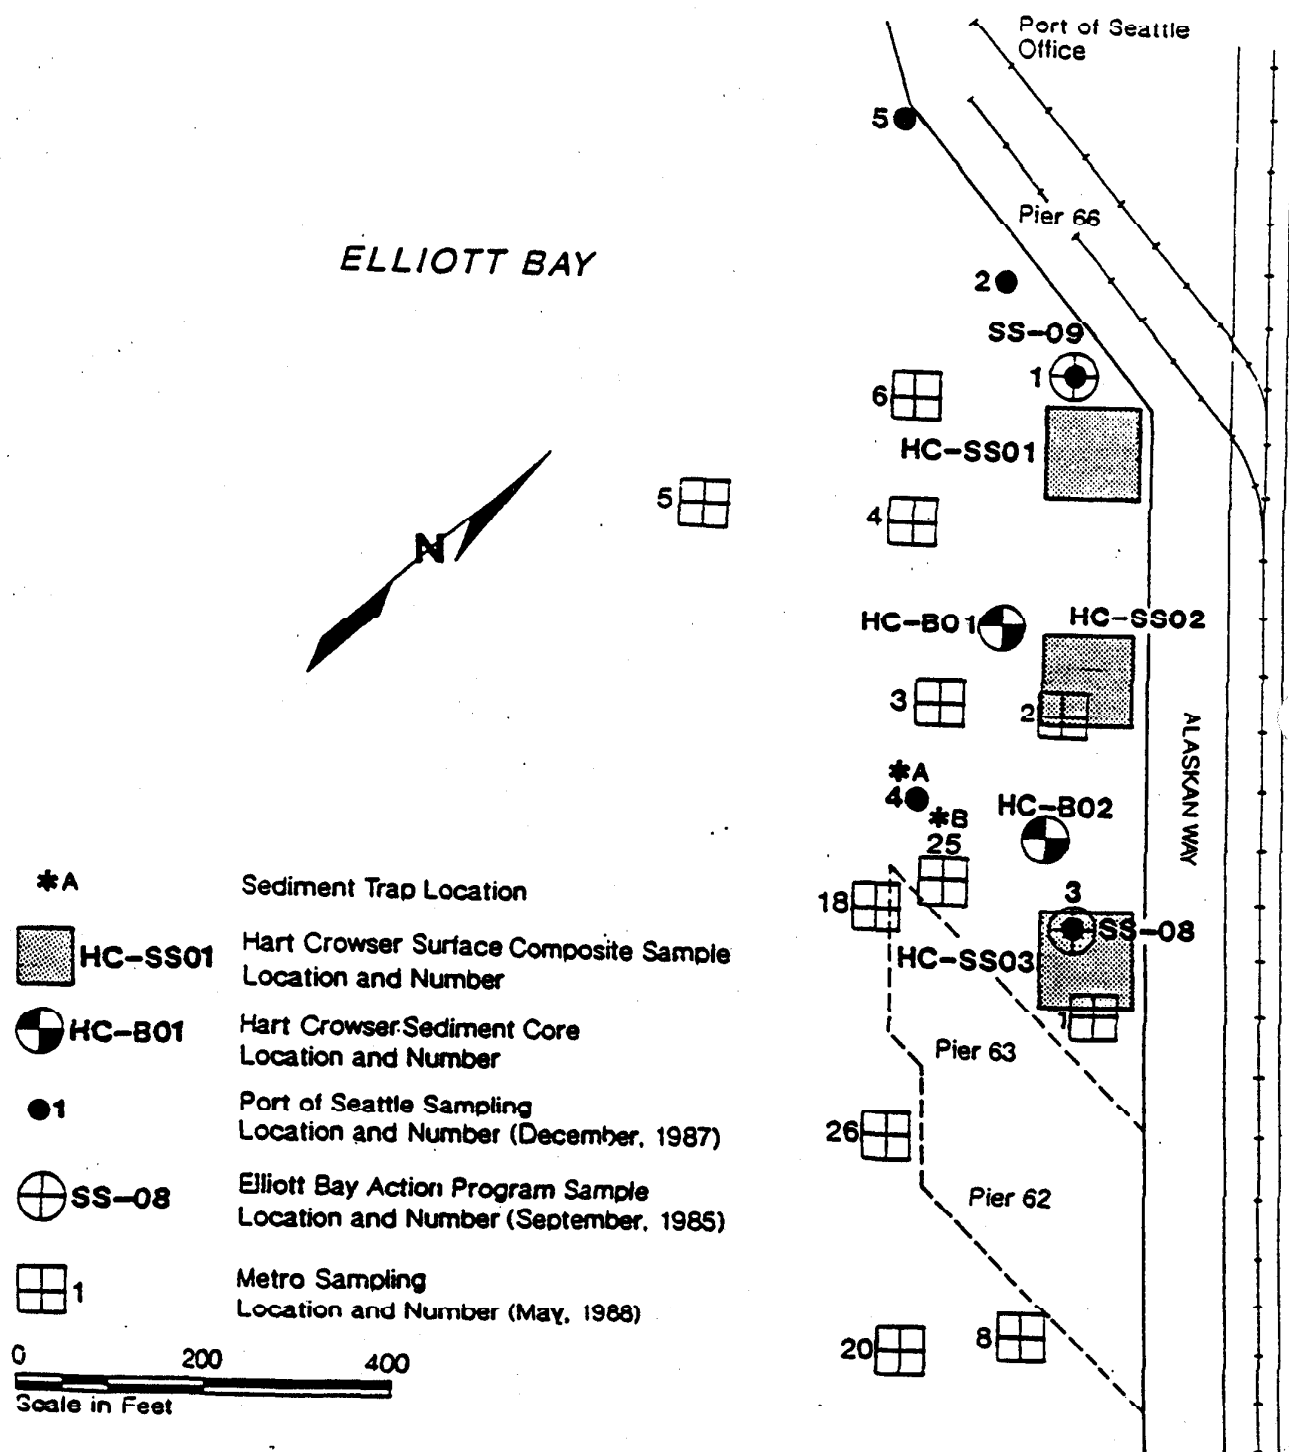 Port of Seattle
Office
5
Pier 66
ELLIOTT BAY
2
SS-09
1
6
HC-SS01
5
4
N
HC-B01
HC-SS02
3
2
ALASKAN WAY
*A
4
HC-B02
*B
25
18
3
SS-08
HC-SS03
1
Pier 63
26
Pier 62
20
8
*A
Sediment Trap Location
HC-SS01
Hart Crowser Surface Composite Sample
Location and Number
HC-B01
Hart Crowser Sediment Core
Location and Number
1
Port of Seattle Sampling
Location and Number (December, 1987)
SS-08
Elliott Bay Action Program Sample
Location and Number (September, 1985)
1
Metro Sampling
Location and Number (May, 1988)
0 200 400
Scale in Feet